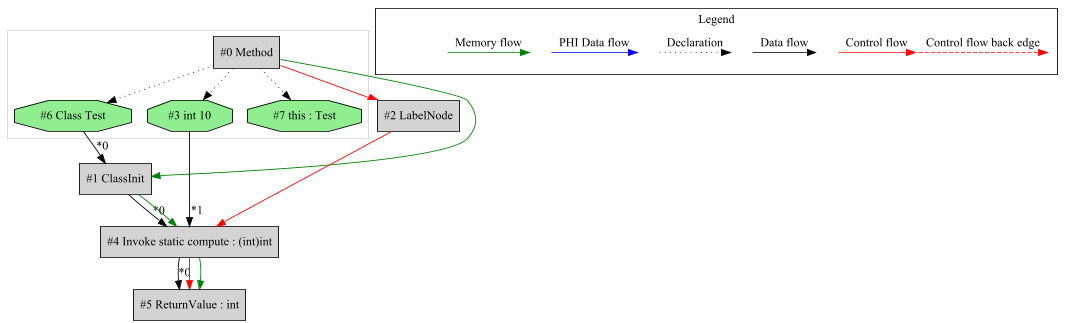 Legend
Memory flow
PHI Data flow
Declaration
Data flow
Control flow
Control flow back edge
#0 Method
#6 Class Test
#3 int 10
#7 this : Test
#2 LabelNode
*0
#1 ClassInit
*0
*1
#4 Invoke static compute : (int)int
*0
#5 ReturnValue : int